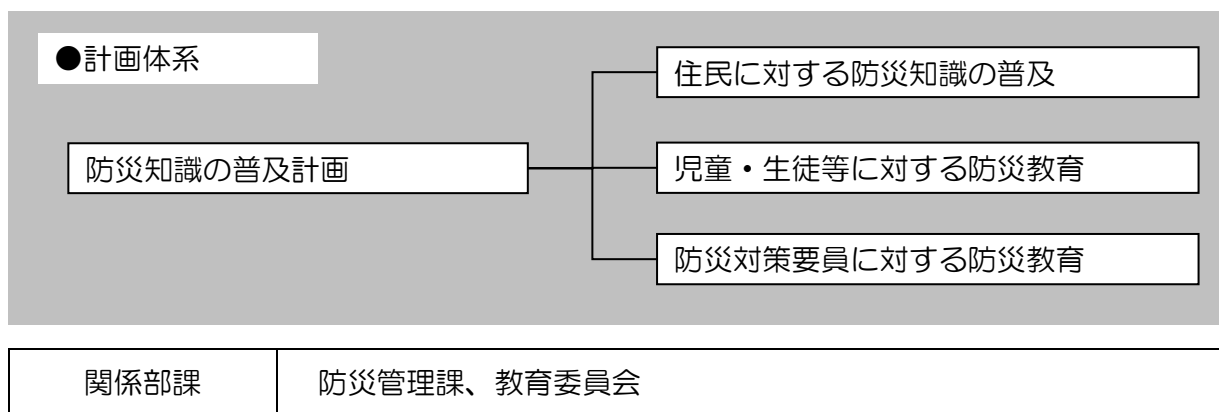 ●計画体系
防災知識の普及計画
住民に対する防災知識の普及
児童・生徒等に対する防災教育
防災対策要員に対する防災教育
関係部課 防災管理課、教育委員会